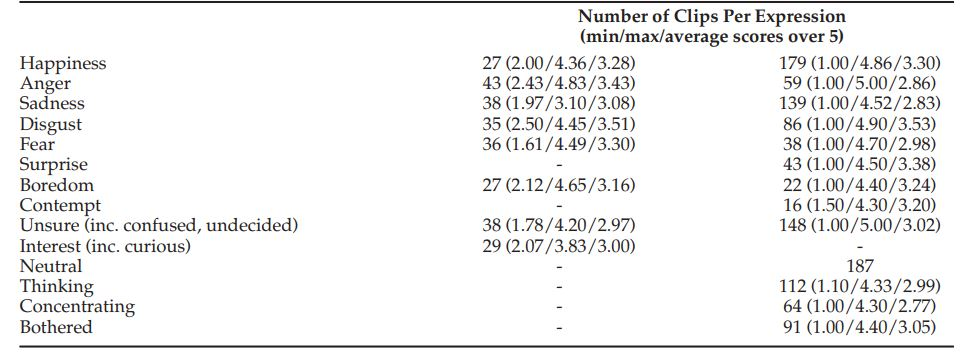 Number of Clips Per Expression
(min/max/average scores over 5)
Happiness 27 (2.00/4.36/3.28) 179 (1.00/4.86/3.30)
Anger 43 (2.43/4.83/3.43) 59 (1.00/5.00/2.86)
Sadness 38 (1.97/3.10/3.08) 139 (1.00/4.52/2.83)
Disgust 35 (2.50/4.45/3.51) 86 (1.00/4.90/3.53)
Fear 36 (1.61/4.49/3.30) 38 (1.00/4.70/2.98)
Surprise - 43 (1.00/4.50/3.38)
Boredom 27 (2.12/4.65/3.16) 22 (1.00/4.40/3.24)
Contempt - 16 (1.50/4.30/3.20)
Unsure (inc. confused, undecided) 38 (1.78/4.20/2.97) 148 (1.00/5.00/3.02)
Interest (inc. curious) 29 (2.07/3.83/3.00) -
Neutral - 187
Thinking - 112 (1.10/4.33/2.99)
Concentrating - 64 (1.00/4.30/2.77)
Bothered - 91 (1.00/4.40/3.05)